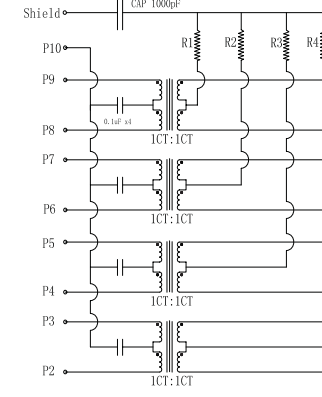 CAP 1000pF
Shield
R1 R2 R3 R4
P10
P9
0.1uF x4
P8
1CT:1CT
P7
P6
1CT:1CT
P5
P4
1CT:1CT
P3
P2
1CT:1CT